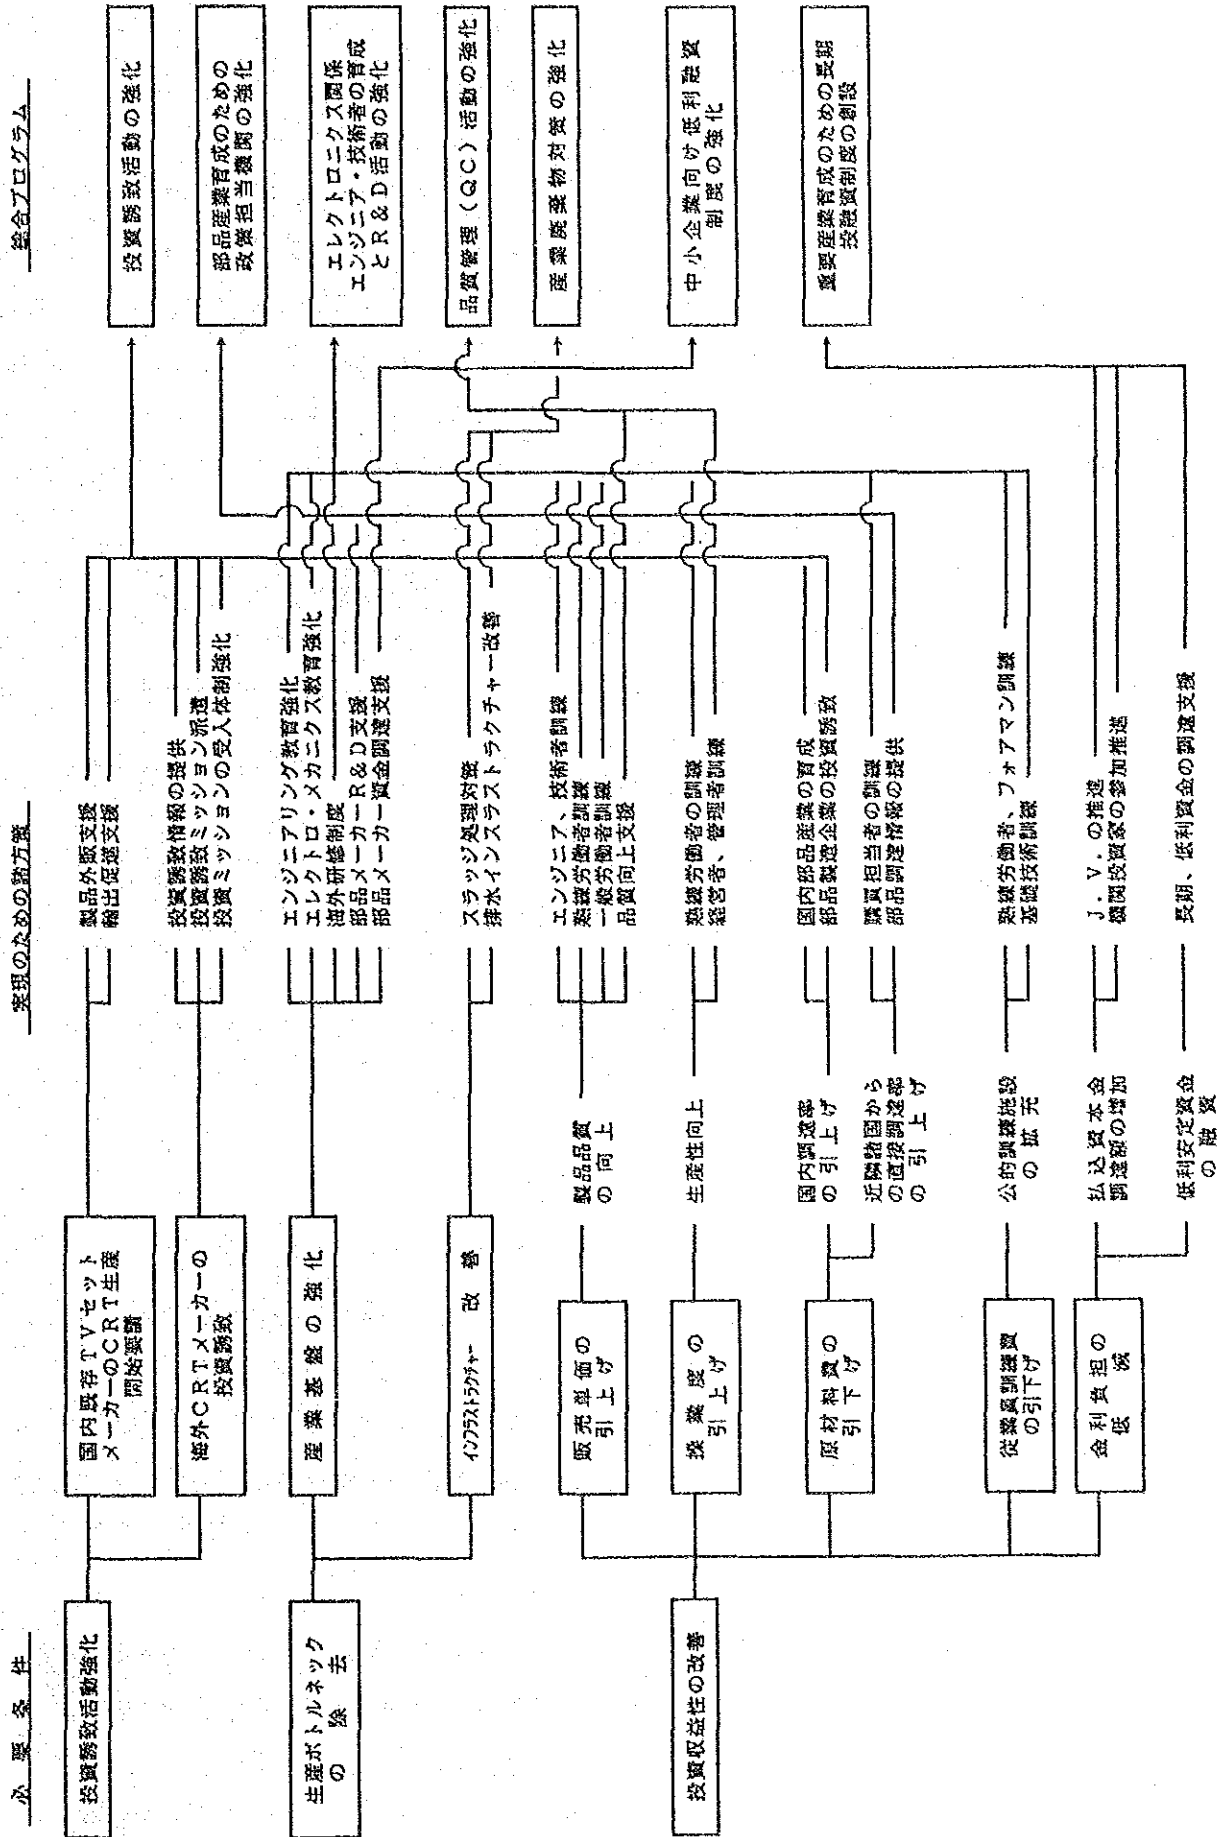 必要条件
実現のための諸方策
総合プログラム
投資誘致活動強化
国内既存TVセット
メーカーのCRT生産
開始要請
製品外販支援
輸出促進支援
海外CRTメーカーの
投資誘致
投資誘致情報の提供
投資誘致ミッション派遣
投資ミッションの受入体制強化
生産ボトルネック
の除去
産業基盤の強化
エンジニアリング教育強化
エレクトロ・メカニクス教育強化
海外研修制度
部品メーカーR&D支援
部品メーカー資金調達支援
インフラストラクチャー改善
スラッジ処理対策
排水インスラストラクチャー改善
投資収益性の改善
販売単価の
引上げ
製品品質
の向上
エンジニア、技術者訓練
熟練労働者訓練
一般労働者訓練
品質向上支援
操業度の
引上げ
生産性向上
熟練労働者の訓練
経営者、管理者訓練
原材料費の
引下げ
国内調達率
の引上げ
国内部品産業の育成
部品製造企業の投資誘致
近隣諸国から
の直接調達率
の引上げ
購買担当者の訓練
部品調達情報の提供
従業員訓練費
の引下げ
公的訓練施設
の拡充
熟練労働者、フォアマン訓練
基礎技術訓練
金利負担の
低減
払込資本金
調達額の増加
J.V.の推進
機関投資家の参加推進
低利安定資金
の融資
長期、低利資金の調達支援
投資誘致活動の強化
部品産業育成のための
政策担当機関の強化
エレクトロニクス関係
エンジニア・技術者の育成
とR&D活動の強化
品質管理(QC)活動の強化
産業廃棄物対策の強化
中小企業向け低利融資
制度の強化
重要産業育成のための長期
投融資制度の創設